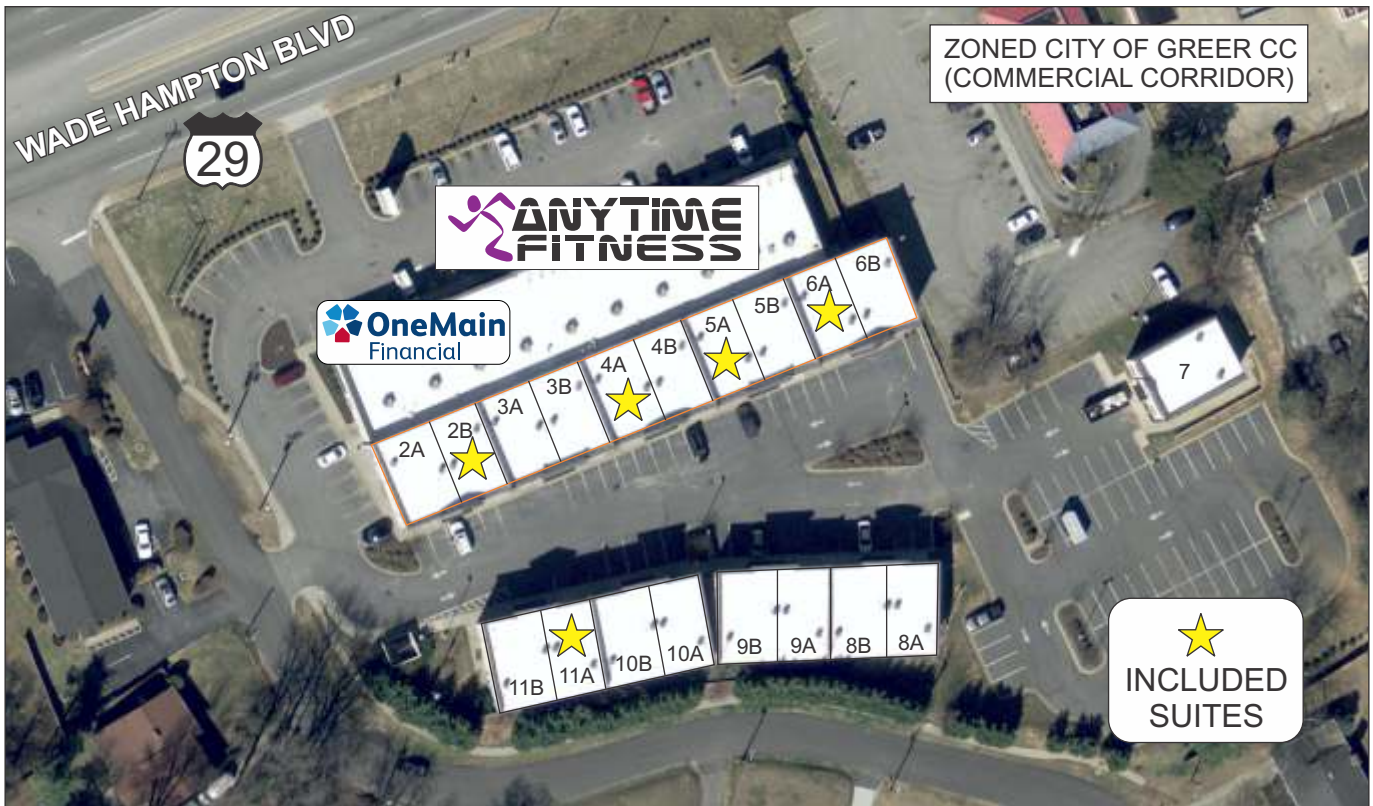 WADE HAMPTON BLVD
29
ZONED CITY OF GREER CC
(COMMERCIAL CORRIDOR)
ANYTIME
FITNESS
OneMain
Financial
2A
2B
3A
3B
4A
4B
5A
5B
6A
6B
7
11B
11A
10B
10A
9B
9A
8B
8A
INCLUDED
SUITES